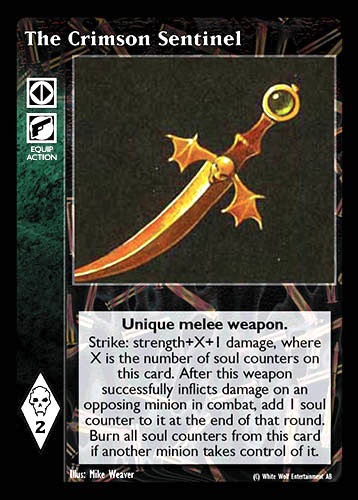 The Crimson Sentinel
EQUIP
ACTION
Unique melee weapon.
Strike: strength+X+1 damage, where
X is the number of soul counters on
this card. After this weapon
successfully inflicts damage on an
opposing minion in combat, add 1 soul
counter to it at the end of that round.
Burn all soul counters from this card
if another minion takes control of it.
2
Illus: Mike Weaver
(C) White Wolf Entertainment AB